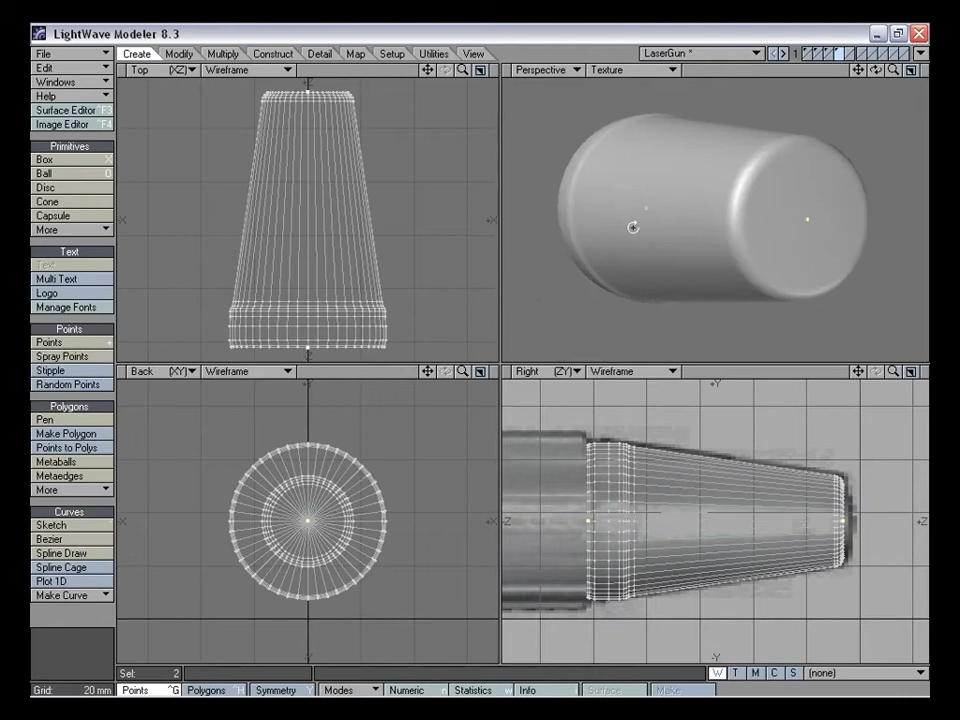 LightWave Modeler 8.3
File
Edit
Windows
Help
Surface Editor ^F3
Image Editor ^F4
Primitives
Box X
Ball O
Disc
Cone
Capsule
More
Text
Text
Multi Text
Logo
Manage Fonts
Points
Points +
Spray Points
Stipple
Random Points
Polygons
Pen
Make Polygon
Points to Polys
Metaballs
Metaedges
More
Curves
Sketch
Bezier
Spline Draw
Spline Cage
Plot 1D
Make Curve
Create Modify Multiply Construct Detail Map Setup Utilities View LaserGun * 1
Top (XZ) Wireframe
Perspective Texture
Back (XY) Wireframe
Right (ZY) Wireframe
Sel: 2
W T M C S (none)
Grid: 20 mm Points ^G Polygons ^H Symmetry Y Modes Numeric n Statistics w Info i Surface Make